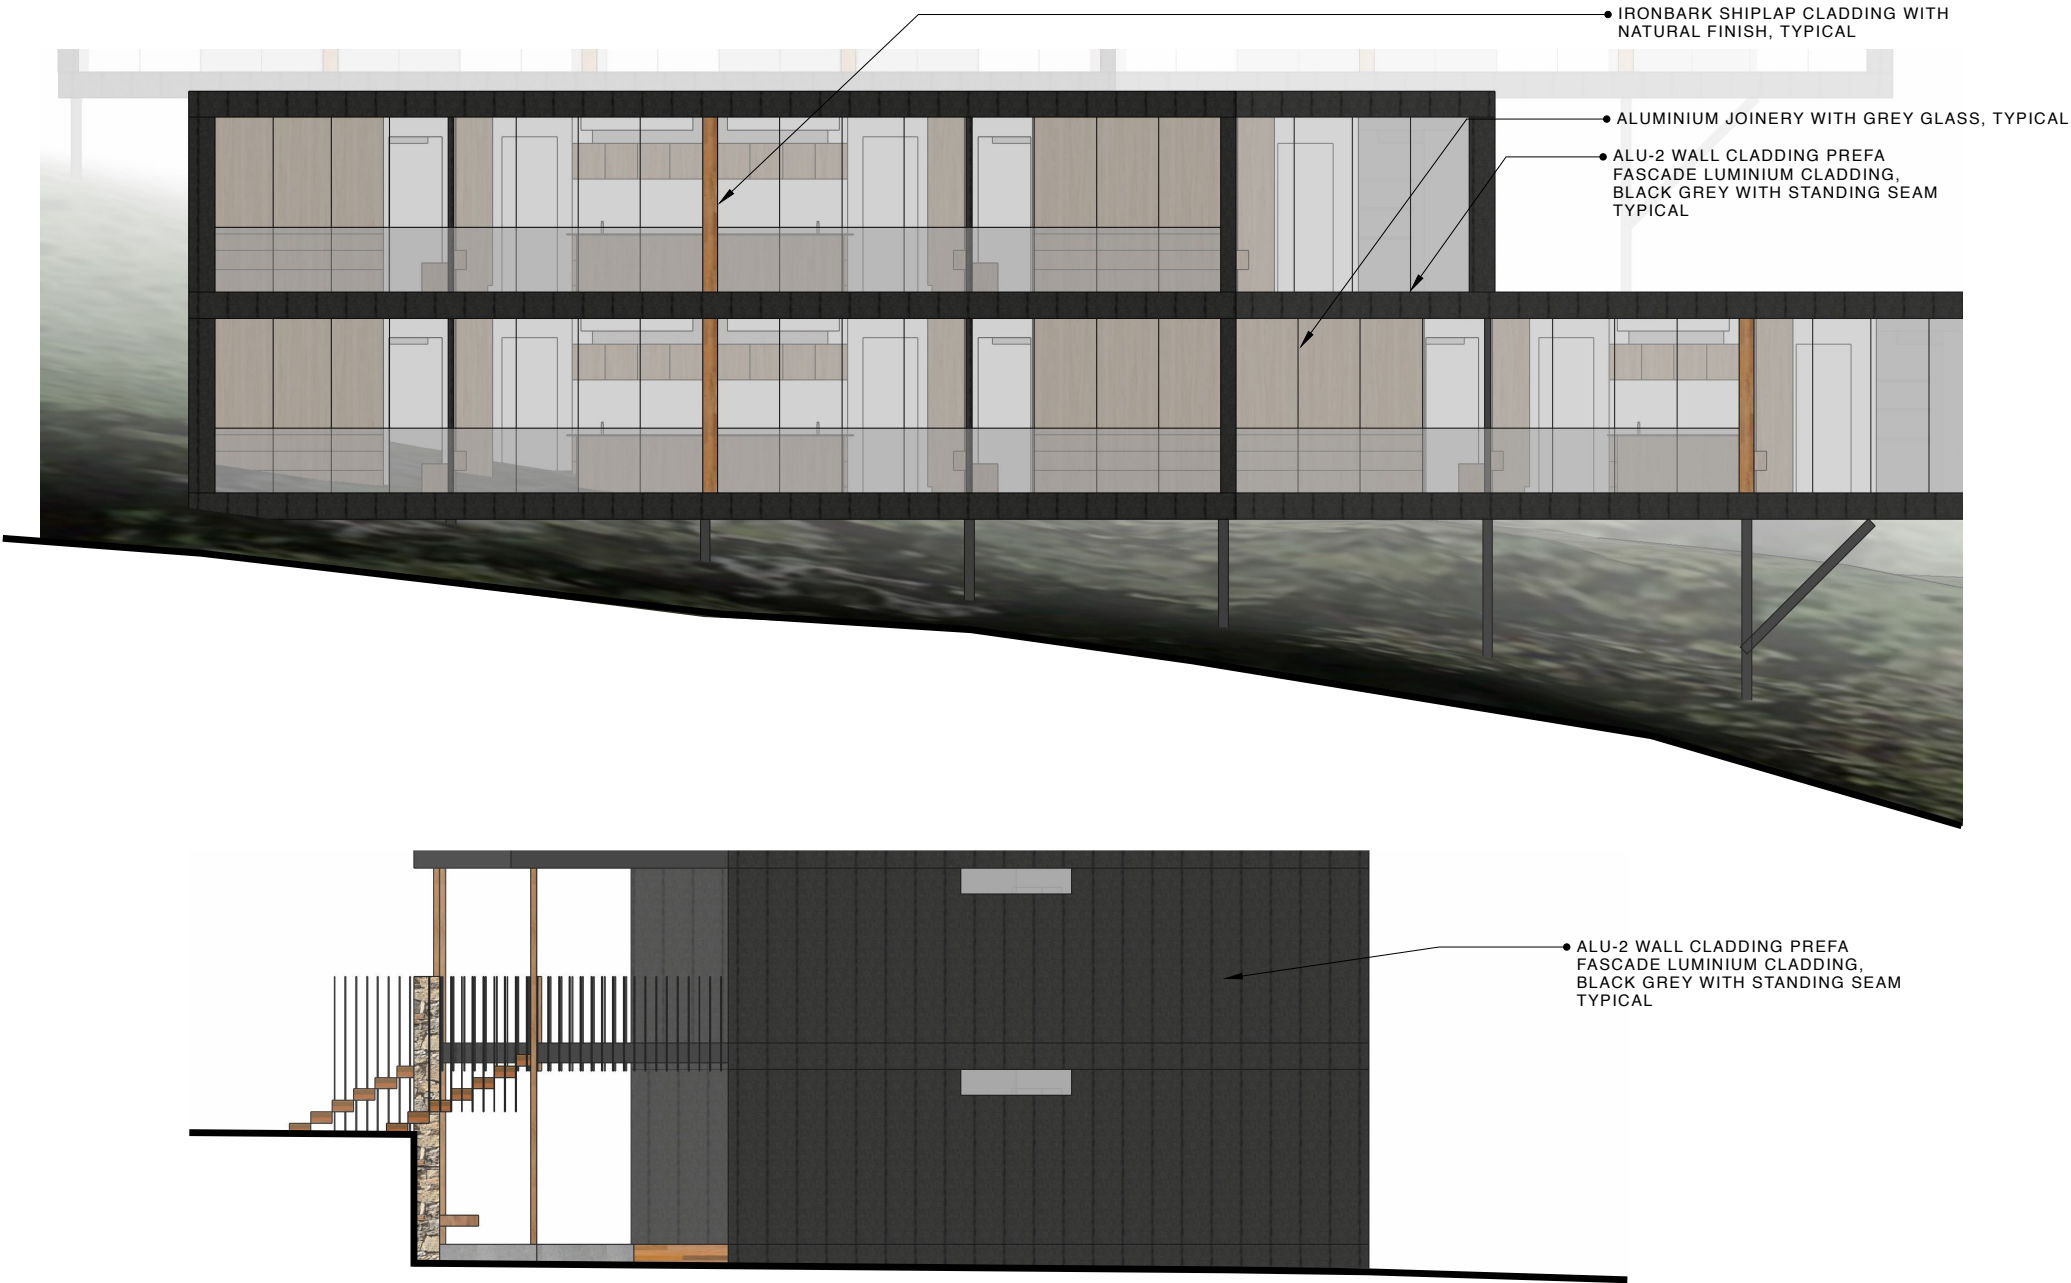 IRONBARK SHIPLAP CLADDING WITH
NATURAL FINISH, TYPICAL
ALUMINIUM JOINERY WITH GREY GLASS, TYPICAL
ALU-2 WALL CLADDING PREFA
FASCADE LUMINIUM CLADDING,
BLACK GREY WITH STANDING SEAM
TYPICAL
ALU-2 WALL CLADDING PREFA
FASCADE LUMINIUM CLADDING,
BLACK GREY WITH STANDING SEAM
TYPICAL